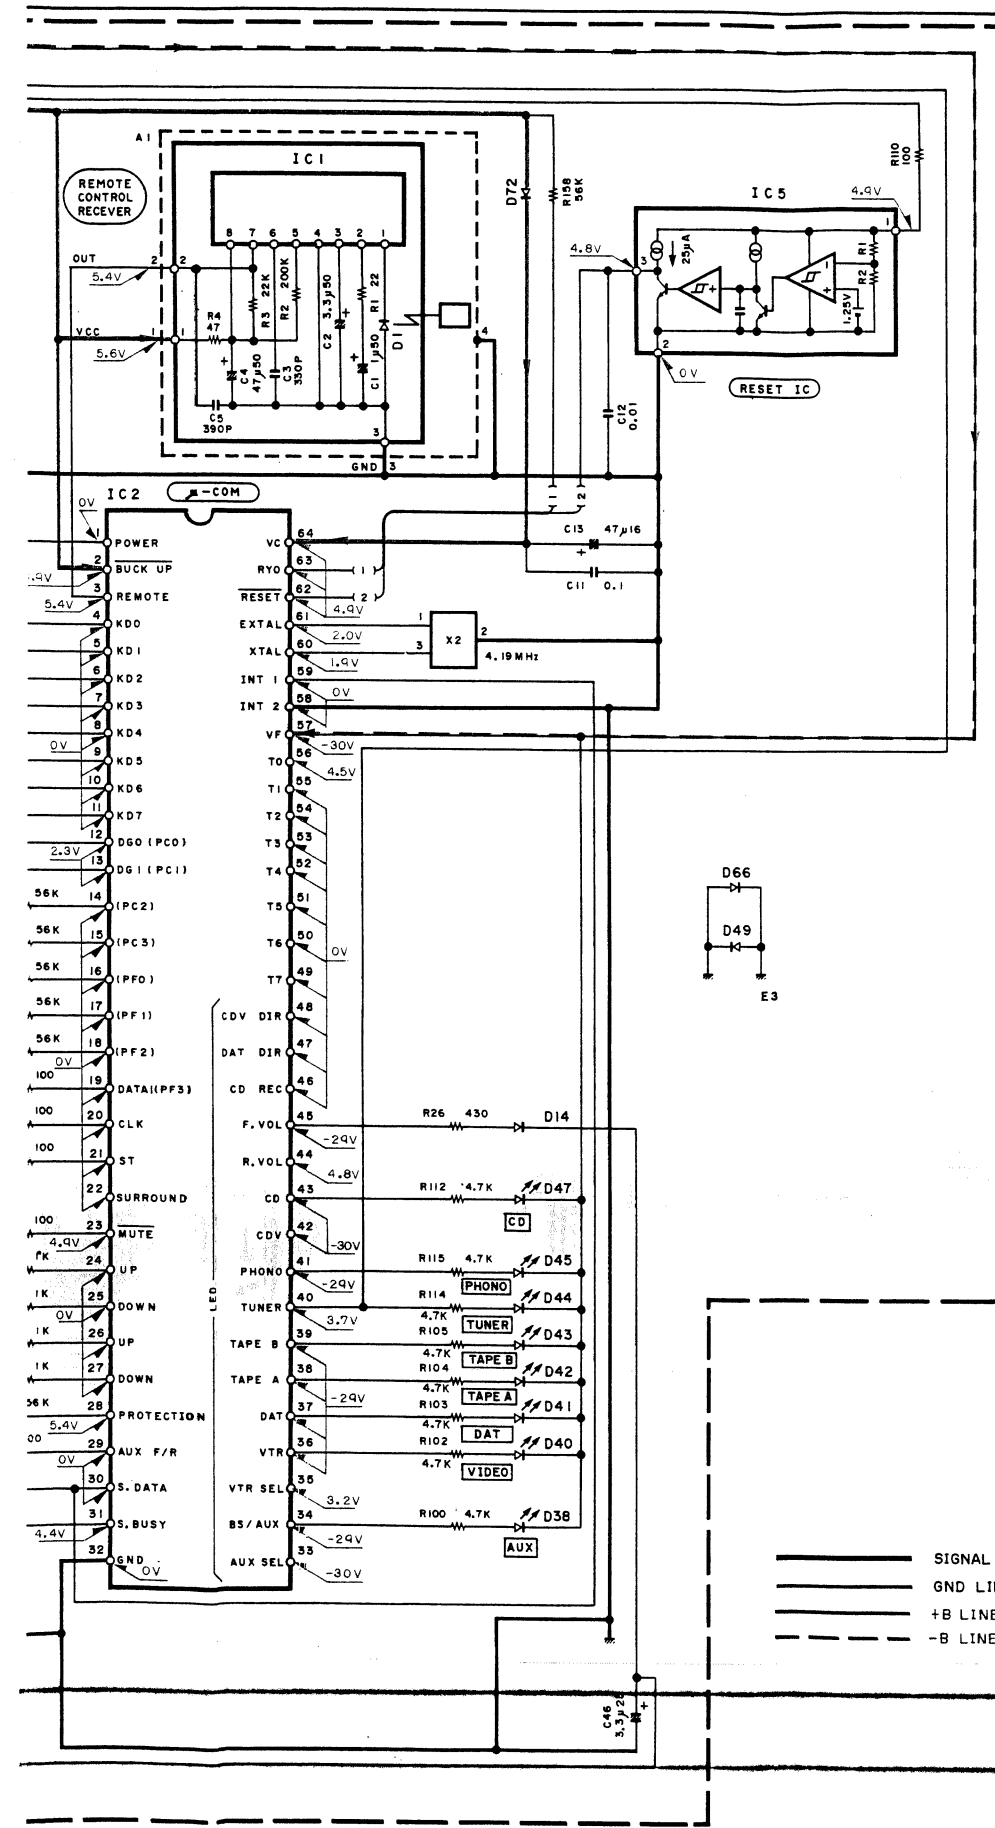 A1
IC1
REMOTE
CONTROL
RECEVER
8 7 6 5 4 3 2 1
OUT
2 2
5.4V
VCC
1 1
5.6V
R4
47
R3 22K
R2 200K
C2 3.3µ50
R1 22
D1
4
C4
47µ50
C3
330P
C1 1µ50
C5
390P
3
GND 3
D72
R158
56K
R110
100
4.9V
IC5
1
4.8V
3
25µA
R1
R2
1.25V
2
0V
RESET IC
C12
0.01
1
2
IC2
-COM
0V
1 POWER
2 BUCK UP
.9V
3 REMOTE
5.4V
4 KD0
5 KD1
6 KD2
7 KD3
8 KD4
0V
9 KD5
10 KD6
11 KD7
12 DG0 (PC0)
2.3V
13 DG1 (PC1)
56K 14 (PC2)
56K 15 (PC3)
56K 16 (PF0)
56K 17 (PF1)
56K 18 (PF2)
0V
100 19 DATA1(PF3)
100 20 CLK
100 21 ST
22 SURROUND
100 23 MUTE
4.9V
24 UP
1K 25 DOWN
0V
1K 26 UP
1K 27 DOWN
56K 28 PROTECTION
5.4V
00 29 AUX F/R
0V
30 S.DATA
31 S.BUSY
4.4V
32 GND
0V
LED
VC 64
RYO 63
(1)
RESET 62
(2)
4.9V
EXTAL 61
2.0V
XTAL 60
1.9V
INT 1 59
0V
INT 2 58
VF 57
-30V
T0 56
4.5V
T1 55
T2 54
T3 53
T4 52
T5 51
T6 50
0V
T7 49
CDV DIR 48
DAT DIR 47
CD REC 46
F.VOL 45
-29V
R.VOL 44
4.8V
CD 43
CDV 42
-30V
PHONO 41
-29V
TUNER 40
3.7V
TAPE B 39
TAPE A 38
-29V
DAT 37
VTR 36
VTR SEL 35
3.2V
BS/AUX 34
-29V
AUX SEL 33
-30V
C13 47µ16
+
C11 0.1
1
3
X2
2
4.19MHz
D66
D49
E3
R26 430 D14
R112 4.7K D47
CD
R115 4.7K D45
PHONO
R114 D44
4.7K TUNER
R105 D43
4.7K TAPE B
R104 D42
4.7K TAPE A
R103 D41
4.7K DAT
R102 D40
4.7K VIDEO
R100 4.7K D38
AUX
C46
+
SIGNAL
GND LI
+B LINE
-B LINE